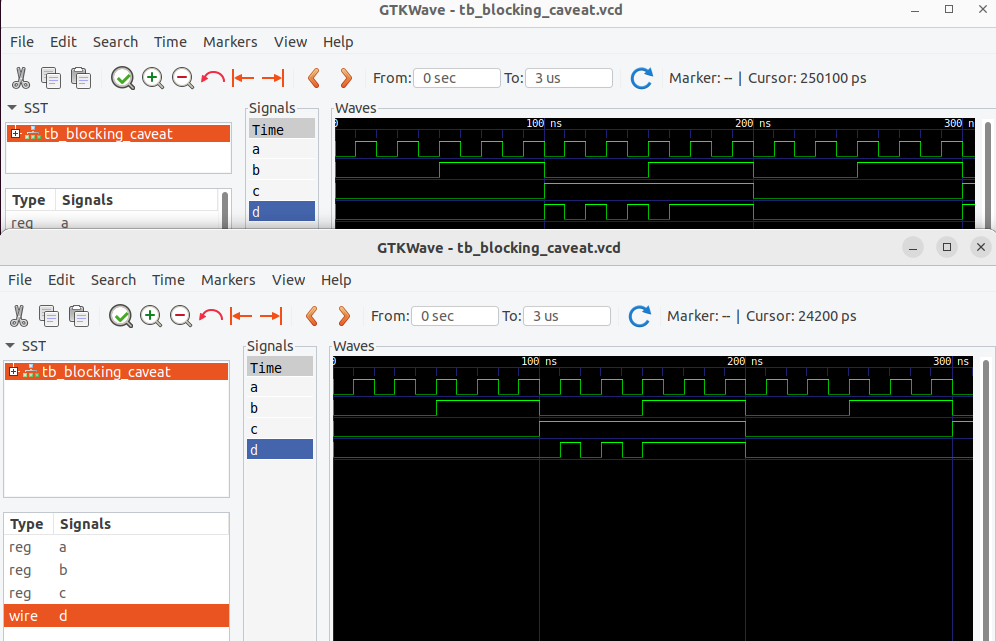 GTKWave - tb_blocking_caveat.vcd
File Edit Search Time Markers View Help
From: 0 sec To: 3 us Marker: -- | Cursor: 250100 ps
SST Signals Waves
tb_blocking_caveat Time 0 100 ns 200 ns 300 n
a
b
Type Signals c
reg a d
GTKWave - tb_blocking_caveat.vcd
File Edit Search Time Markers View Help
From: 0 sec To: 3 us Marker: -- | Cursor: 24200 ps
SST Signals Waves
tb_blocking_caveat Time 0 100 ns 200 ns 300 ns
a
b
c
d
Type Signals
reg a
reg b
reg c
wire d